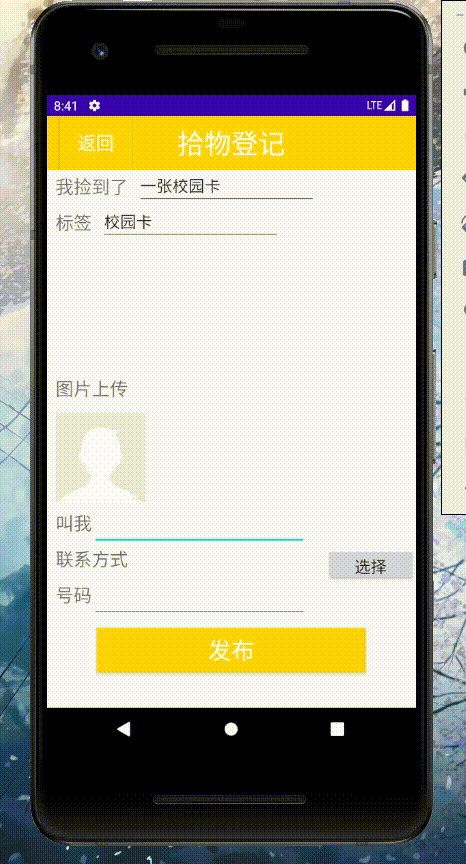 8:41 LTE
返回 拾物登记
我捡到了 一张校园卡
标签 校园卡
图片上传
叫我
联系方式 选择
号码
发布